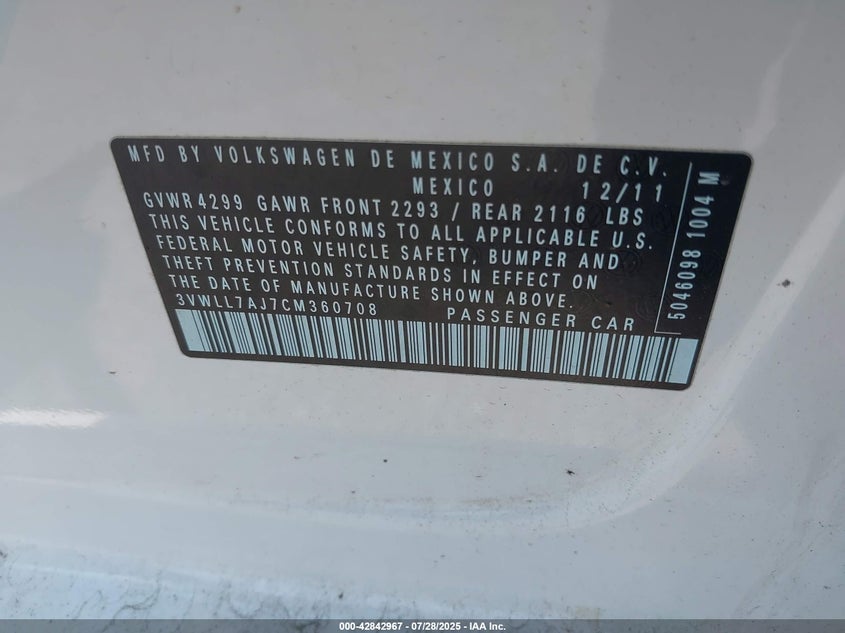 MFD BY VOLKSWAGEN DE MEXICO S.A. DE C.V.
MEXICO 12/11
GVWR 4299 GAWR FRONT 2293 / REAR 2116 LBS
THIS VEHICLE CONFORMS TO ALL APPLICABLE U.S.
FEDERAL MOTOR VEHICLE SAFETY, BUMPER AND
THEFT PREVENTION STANDARDS IN EFFECT ON
THE DATE OF MANUFACTURE SHOWN ABOVE.
3VWLL7AJ7CM360708 PASSENGER CAR
5046098 1004 M
000-42842967 - 07/28/2025 - IAA Inc.